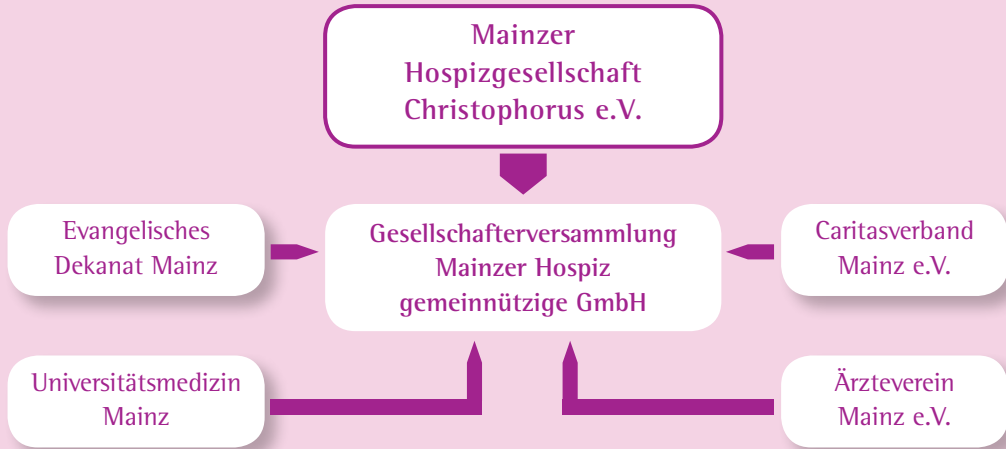 Mainzer
Hospizgesellschaft
Christophorus e.V.
Evangelisches
Dekanat Mainz
Gesellschafterversammlung
Mainzer Hospiz
gemeinnützige GmbH
Caritasverband
Mainz e.V.
Universitätsmedizin
Mainz
Ärzteverein
Mainz e.V.